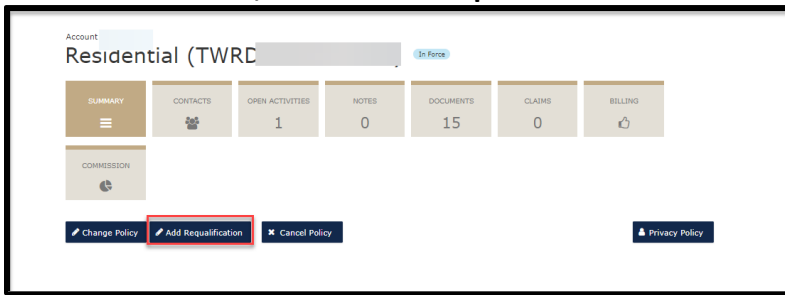 Account
Residential (TWRD
In Force
SUMMARY
CONTACTS
OPEN ACTIVITIES
1
NOTES
0
DOCUMENTS
15
CLAIMS
0
BILLING
COMMISSION
Change Policy
Add Requalification
Cancel Policy
Privacy Policy